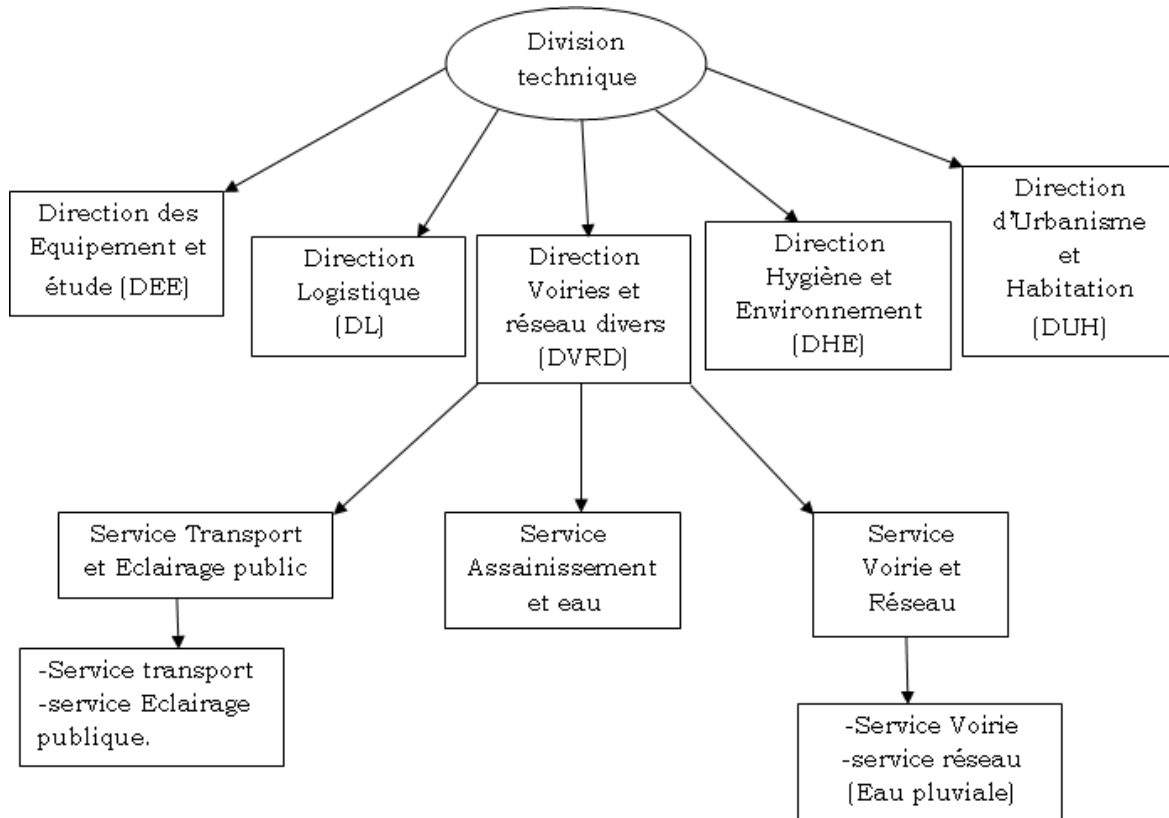 Division
technique
Direction des
Equipement et
étude (DEE)
Direction
Logistique
(DL)
Direction
Voiries et
réseau divers
(DVRD)
Direction
Hygiène et
Environnement
(DHE)
Direction
d'Urbanisme
et
Habitation
(DUH)
Service Transport
et Eclairage public
Service
Assainissement
et eau
Service
Voirie et
Réseau
-Service transport
-service Eclairage
publique.
-Service Voirie
-service réseau
(Eau pluviale)